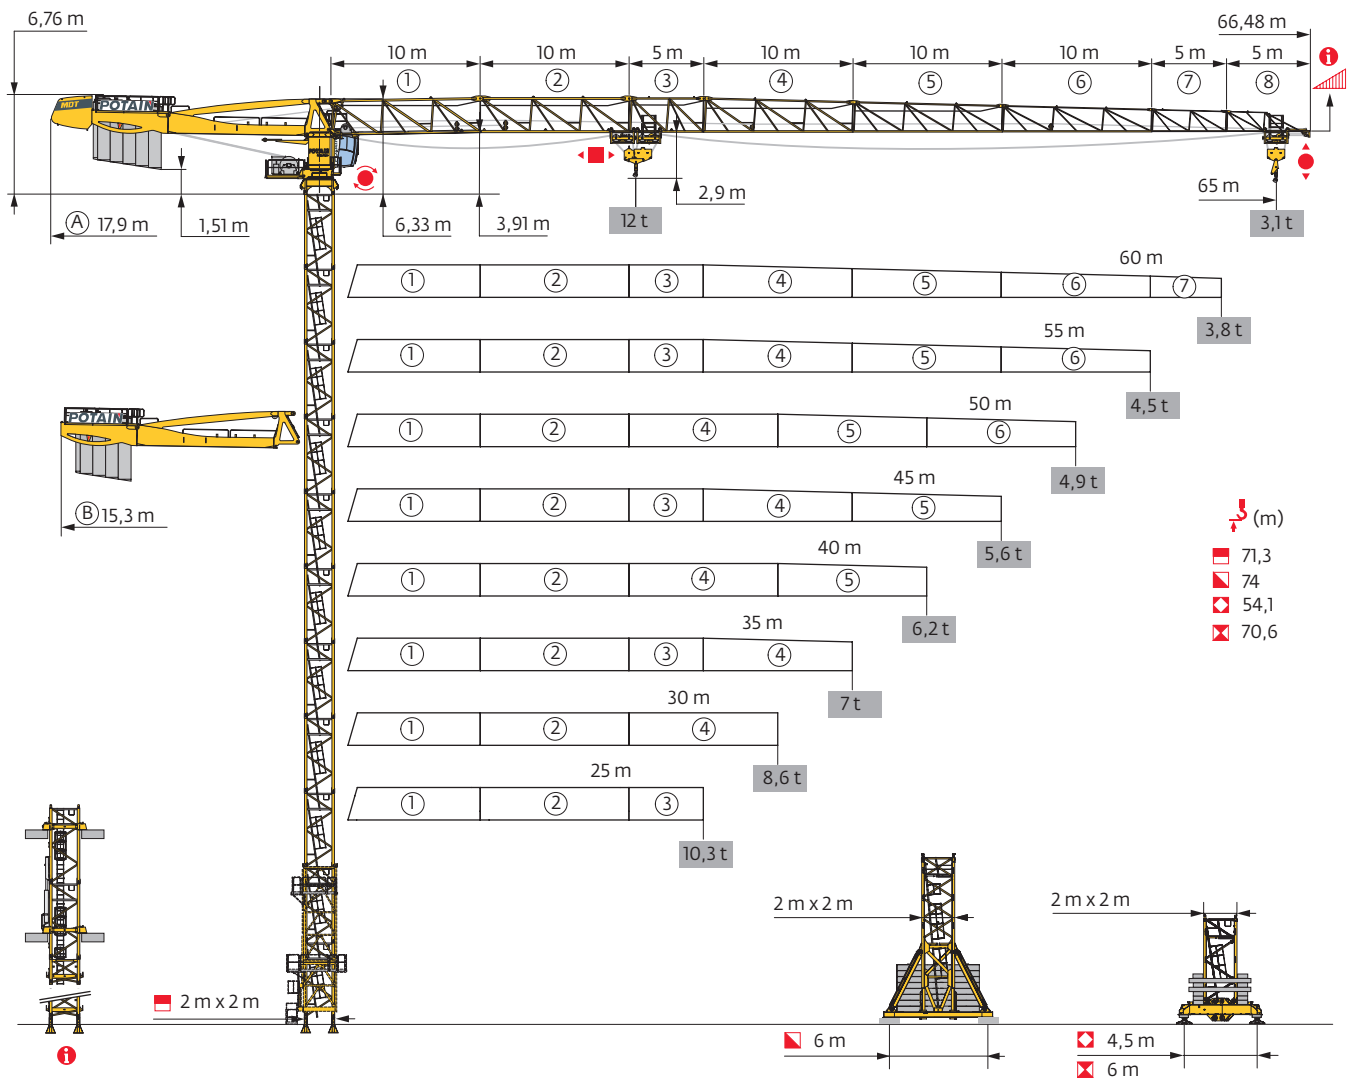 6,76 m
66,48 m
10 m 10 m 5 m 10 m 10 m 10 m 5 m 5 m
1 2 3 4 5 6 7 8
i
MDT POTAIN
POTAIN
A 17,9 m
1,51 m
6,33 m
3,91 m
2,9 m
12 t
65 m
3,1 t
60 m
1 2 3 4 5 6 7
3,8 t
55 m
1 2 3 4 5 6
4,5 t
POTAIN
50 m
1 2 4 5 6
4,9 t
B 15,3 m
45 m
1 2 3 4 5
5,6 t
(m)
71,3
74
54,1
70,6
40 m
1 2 4 5
6,2 t
35 m
1 2 3 4
7 t
30 m
1 2 4
8,6 t
25 m
1 2 3
10,3 t
2 m x 2 m
2 m x 2 m
2 m x 2 m
i
6 m
4,5 m
6 m